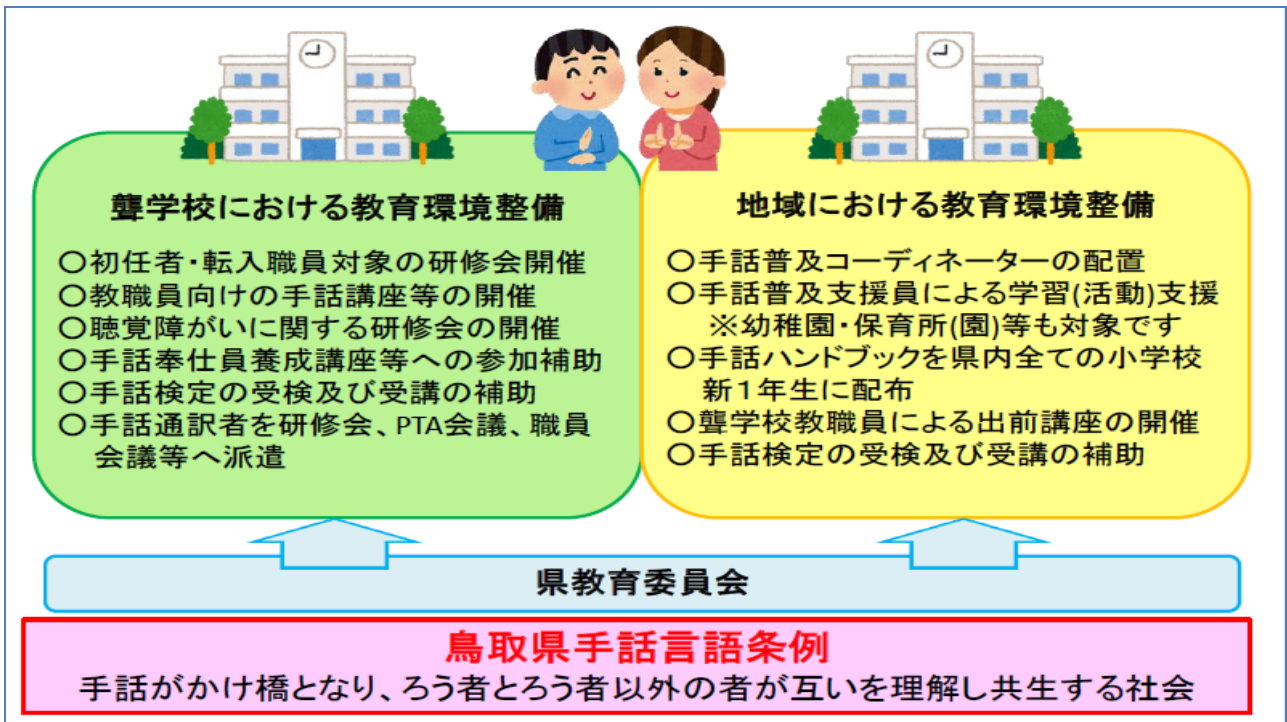 聾学校における教育環境整備
〇初任者・転入職員対象の研修会開催
〇教職員向けの手話講座等の開催
〇聴覚障がいに関する研修会の開催
〇手話奉仕員養成講座等への参加補助
〇手話検定の受検及び受講の補助
〇手話通訳者を研修会、PTA会議、職員
会議等へ派遣
地域における教育環境整備
〇手話普及コーディネーターの配置
〇手話普及支援員による学習(活動)支援
※幼稚園・保育所(園)等も対象です
〇手話ハンドブックを県内全ての小学校
新１年生に配布
〇聾学校教職員による出前講座の開催
〇手話検定の受検及び受講の補助
県教育委員会
鳥取県手話言語条例
手話がかけ橋となり、ろう者とろう者以外の者が互いを理解し共生する社会